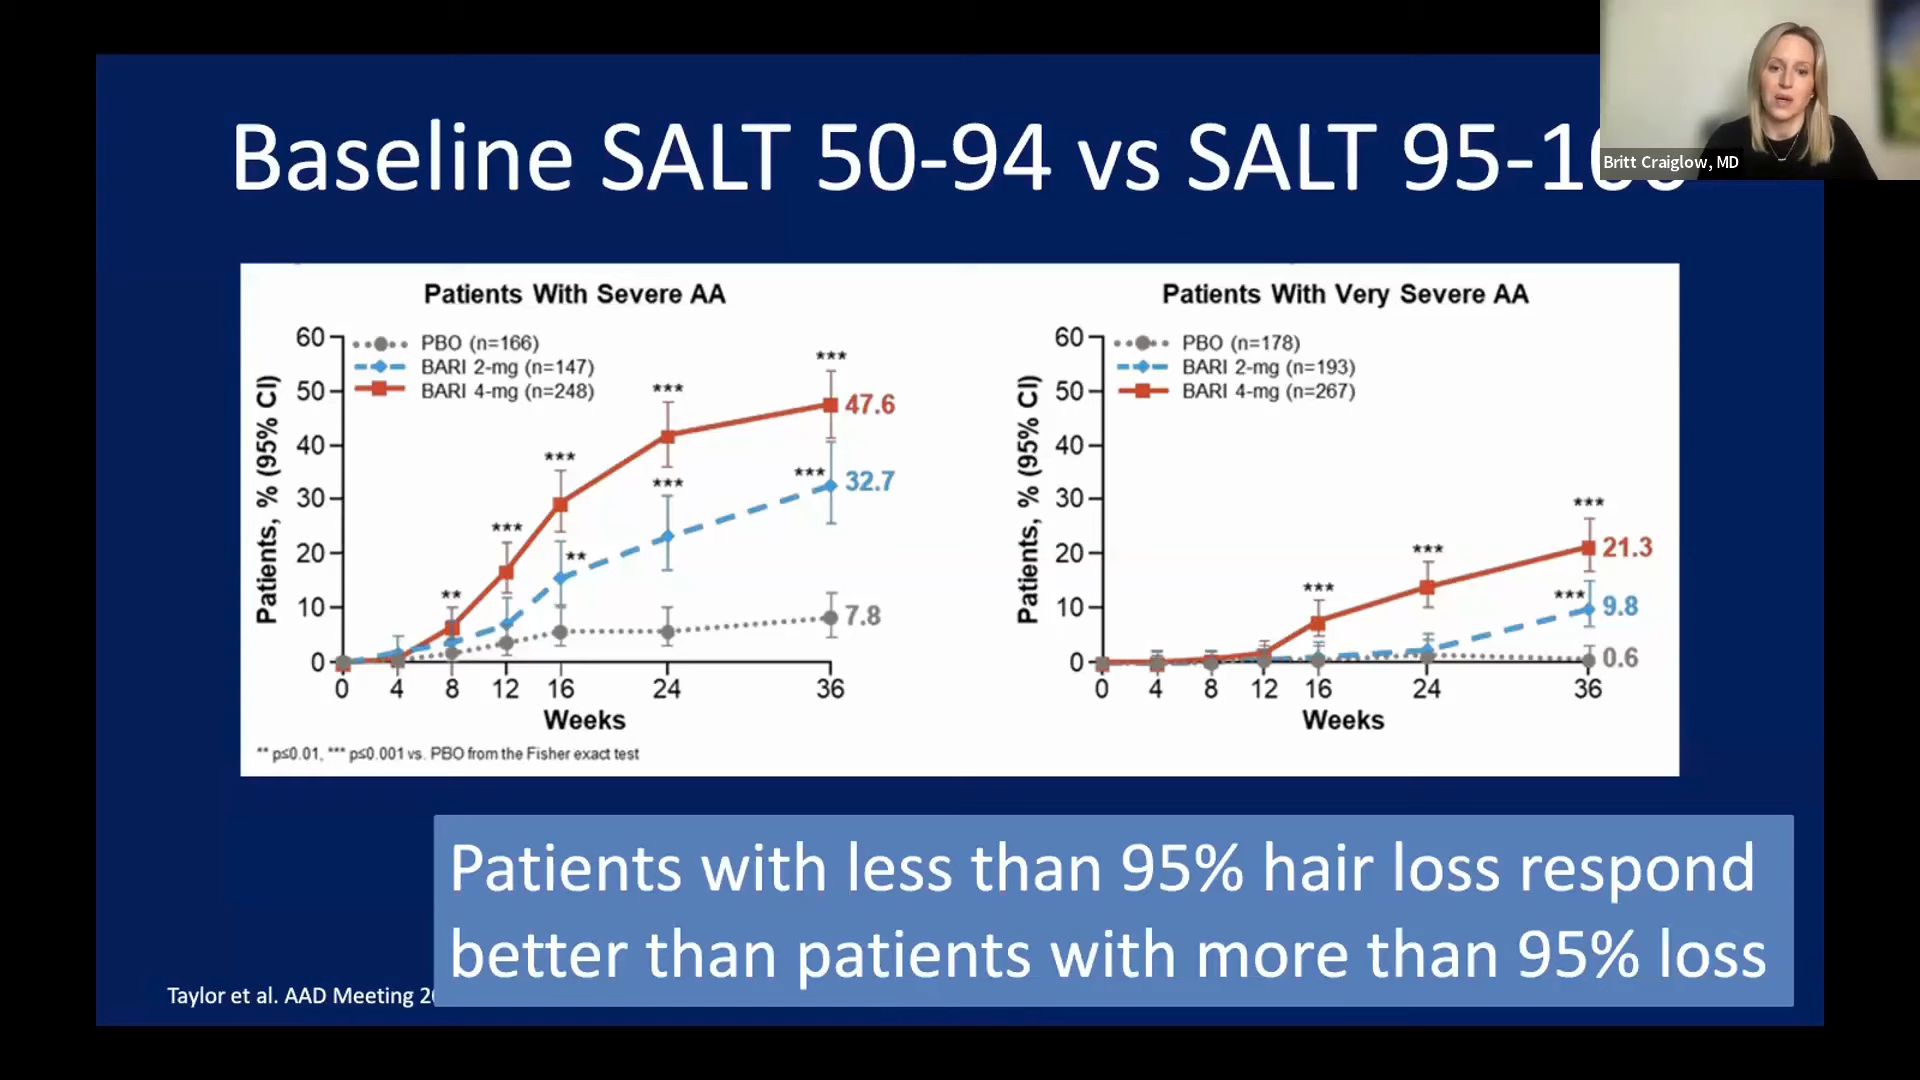 Baseline SALT 50-94 vs SALT 95-100
Britt Craiglow, MD
Patients With Severe AA
60
50
40
30
20
10
0
Patients, % (95% CI)
PBO (n=166)
BARI 2-mg (n=147)
BARI 4-mg (n=248)
**
***
***
**
***
***
***
***
47.6
32.7
7.8
0 4 8 12 16 24 36
Weeks
** p≤0.01, *** p≤0.001 vs. PBO from the Fisher exact test
Patients With Very Severe AA
60
50
40
30
20
10
0
Patients, % (95% CI)
PBO (n=178)
BARI 2-mg (n=193)
BARI 4-mg (n=267)
***
***
***
***
21.3
9.8
0.6
0 4 8 12 16 24 36
Weeks
Patients with less than 95% hair loss respond
better than patients with more than 95% loss
Taylor et al. AAD Meeting